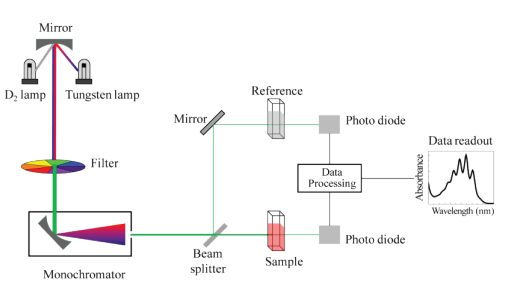 Mirror
D₂ lamp
Tungsten lamp
Filter
Monochromator
Mirror
Reference
Photo diode
Data
Processing
Beam
splitter
Sample
Photo diode
Data readout
Absorbance
Wavelength (nm)